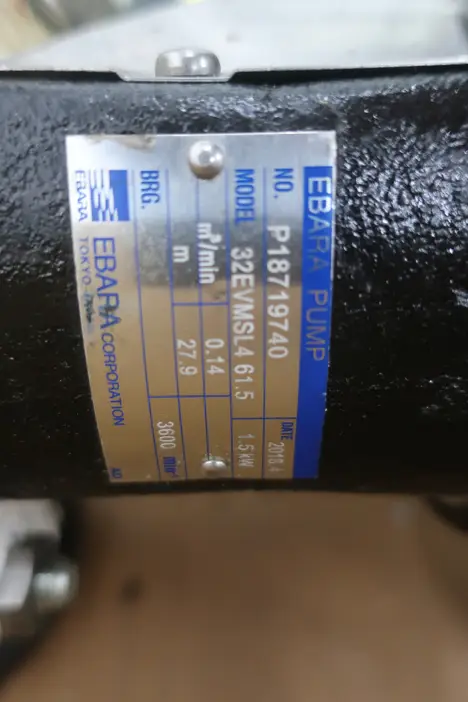 EBARA PUMP
NO. P18719740 DATE 2018.4
MODEL 32EVMSL4 61.5 1.5 kW
m³/min 0.14
m 27.9 3600 min⁻¹
BRG.
EBARA CORPORATION
EBARA TOKYO